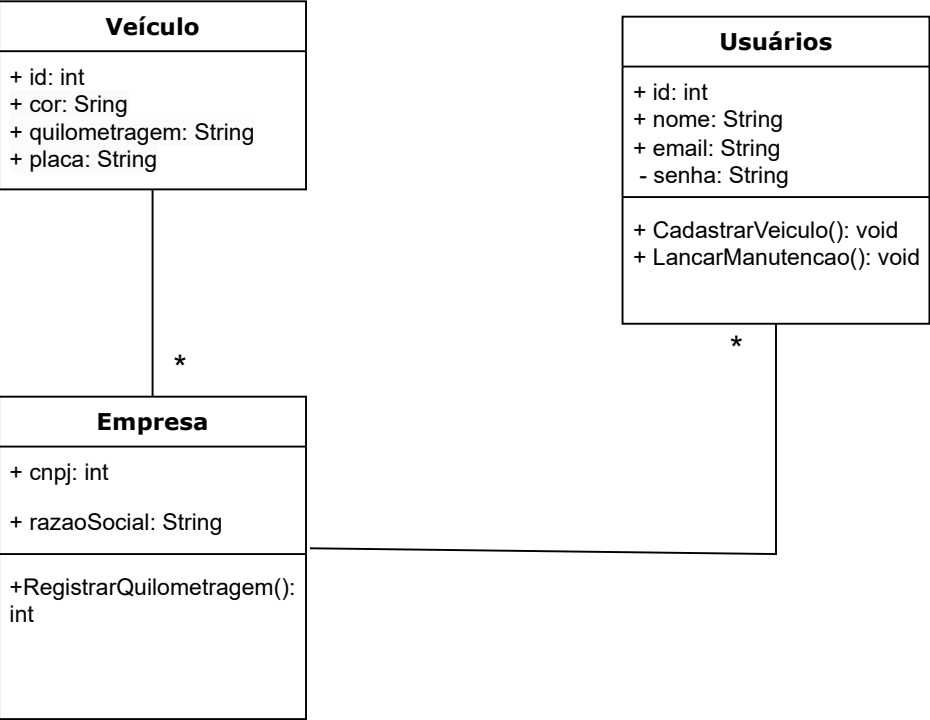 Veículo
+ id: int
+ cor: Sring
+ quilometragem: String
+ placa: String
*
Empresa
+ cnpj: int
+ razaoSocial: String
+RegistrarQuilometragem():
int
Usuários
+ id: int
+ nome: String
+ email: String
- senha: String
+ CadastrarVeiculo(): void
+ LancarManutencao(): void
*